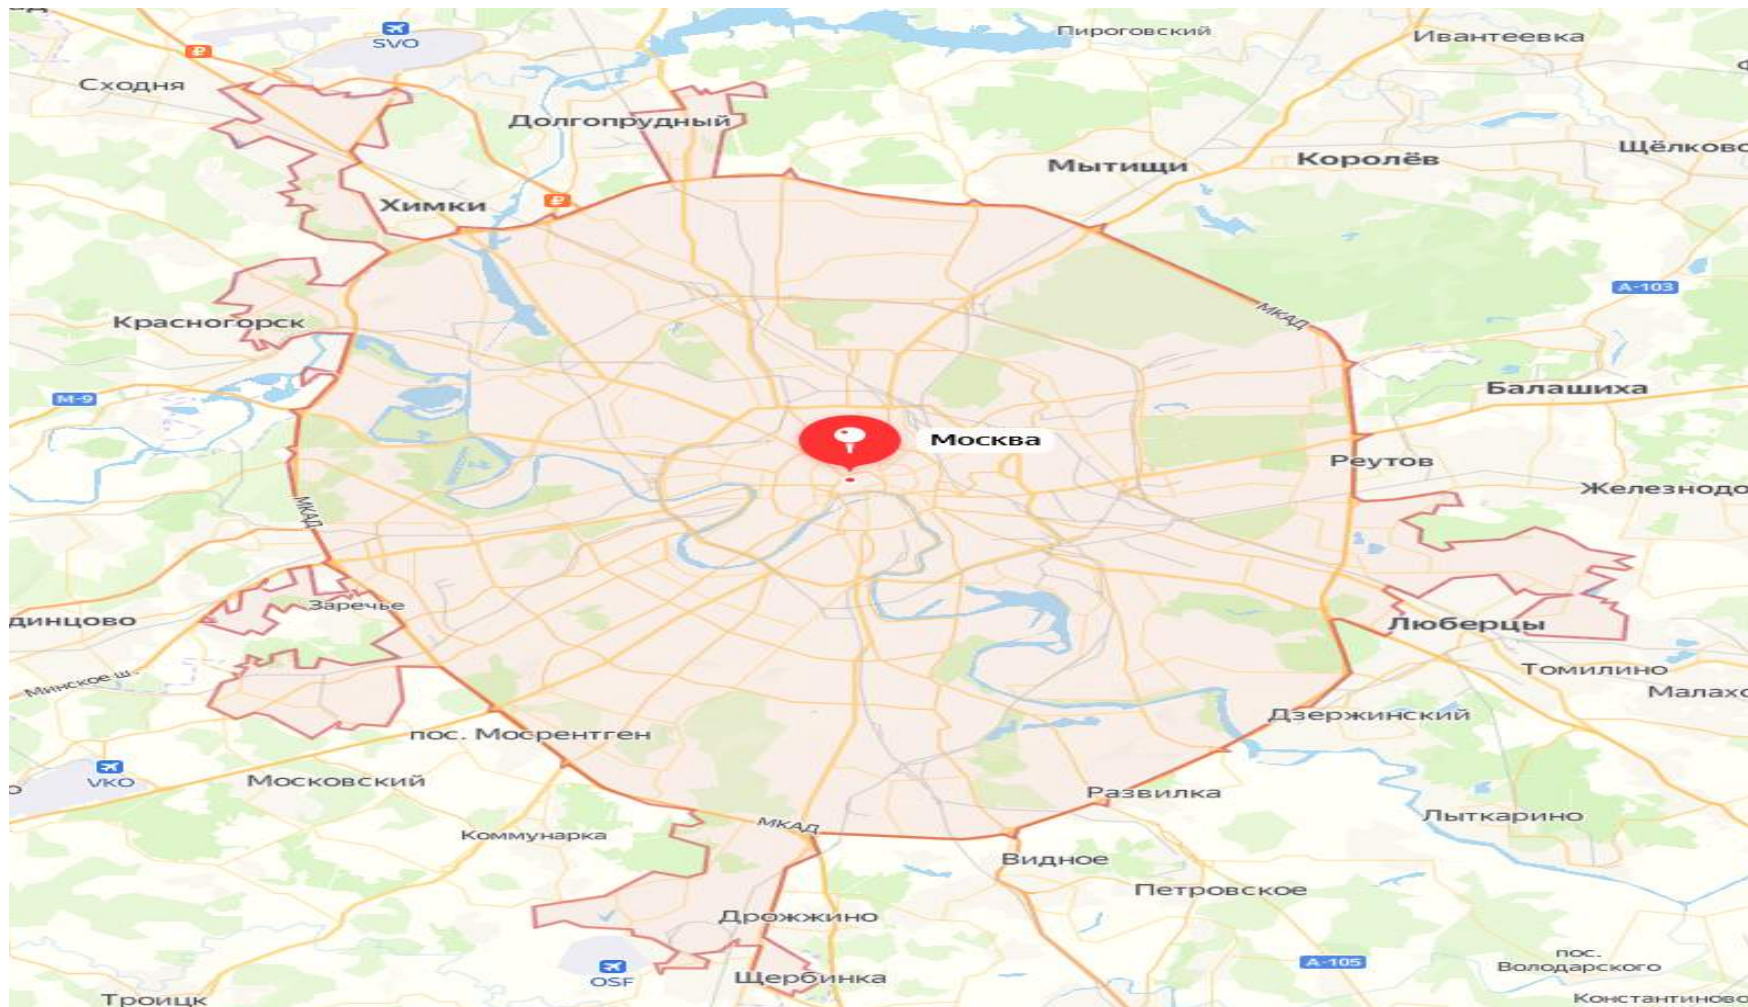 SVO
Пироговский
Ивантеевка
Сходня
Долгопрудный
Щёлково
Мытищи
Королёв
Химки
А-103
МКАД
Красногорск
М-9
Балашиха
Москва
Реутов
Железнодо
МКАД
Заречье
динцово
Люберцы
Томилино
Минское ш.
Малахо
Дзержинский
пос. Мосрентген
VKO
Московский
Развилка
Лыткарино
МКАД
Коммунарка
Видное
Петровское
Дрожжино
А-105
пос.
Володарского
OSF
Щербинка
Троицк
Константиново